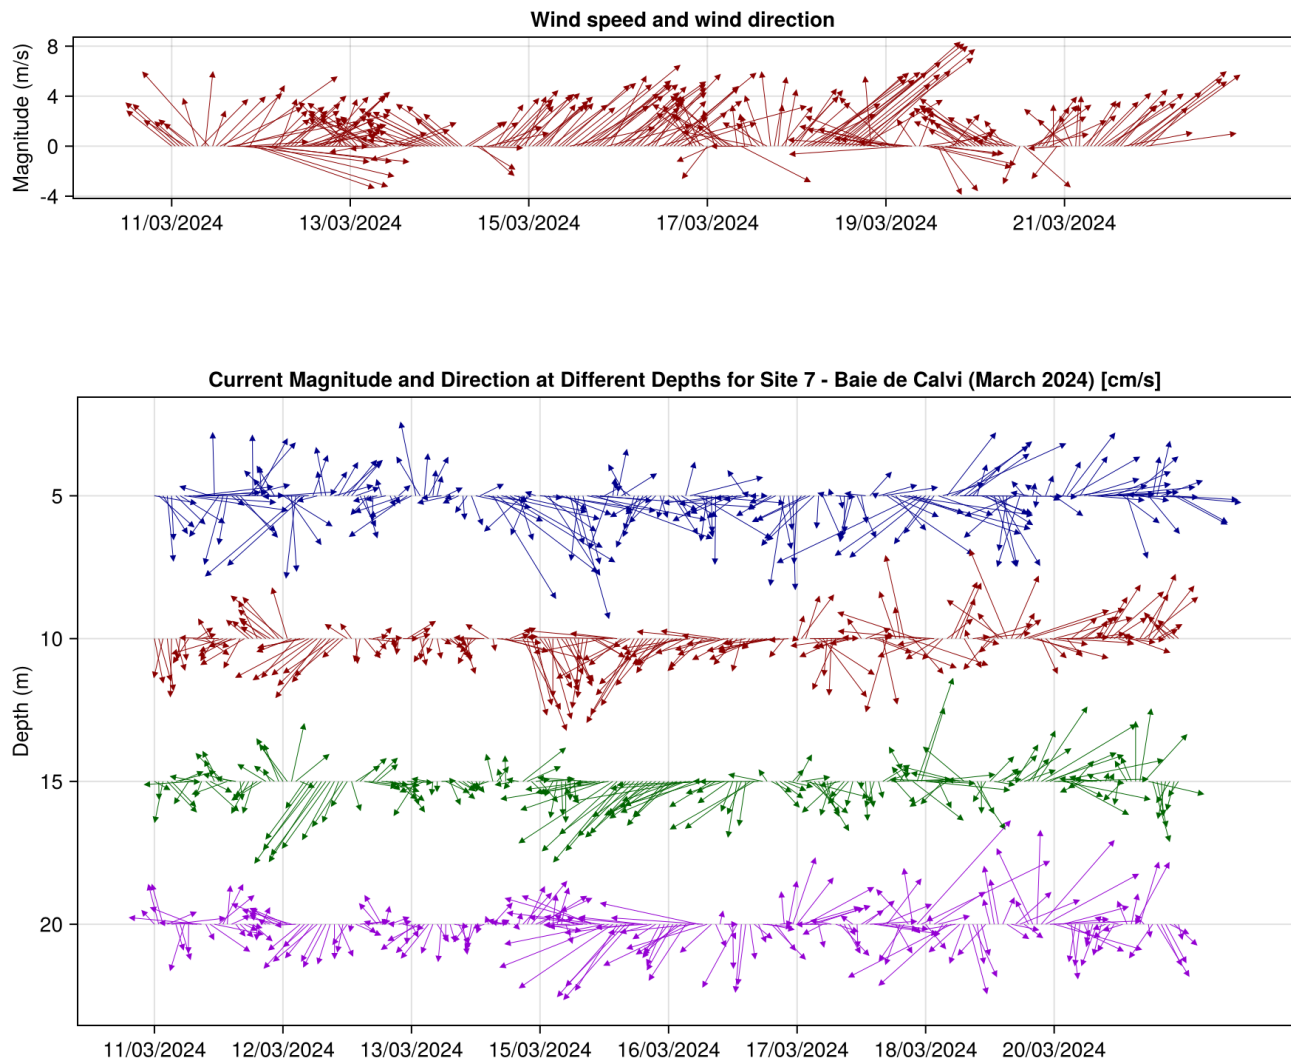 Wind speed and wind direction
Magnitude (m/s)
8
4
0
-4
11/03/2024 13/03/2024 15/03/2024 17/03/2024 19/03/2024 21/03/2024
Current Magnitude and Direction at Different Depths for Site 7 - Baie de Calvi (March 2024) [cm/s]
Depth (m)
5
10
15
20
11/03/2024 12/03/2024 13/03/2024 15/03/2024 16/03/2024 17/03/2024 18/03/2024 20/03/2024